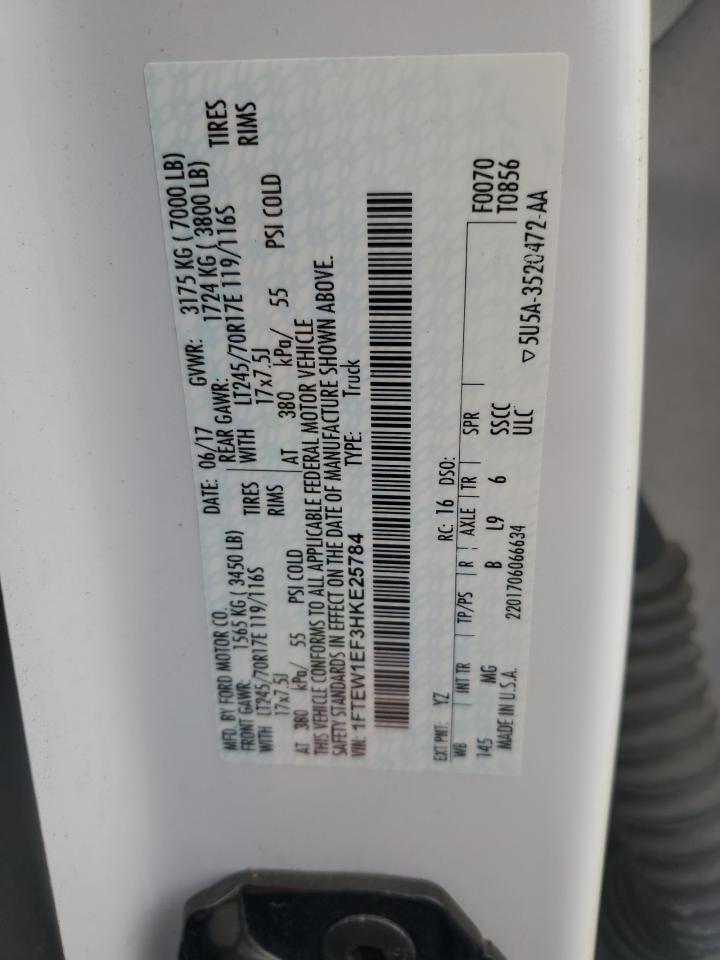 MFD. BY FORD MOTOR CO. DATE: 06/17 GVWR: 3175 KG ( 7000 LB)
FRONT GAWR: 1565 KG ( 3450 LB) REAR GAWR: 1724 KG ( 3800 LB)
WITH LT245/70R17E 119/116S TIRES WITH LT245/70R17E 119/116S TIRES
17x7.5J RIMS 17x7.5J RIMS
AT 380 kPa/ 55 PSI COLD AT 380 kPa/ 55 PSI COLD
THIS VEHICLE CONFORMS TO ALL APPLICABLE FEDERAL MOTOR VEHICLE
SAFETY STANDARDS IN EFFECT ON THE DATE OF MANUFACTURE SHOWN ABOVE.
VIN: 1FTEW1EF3HKE25784 TYPE: Truck
EXT PNT: YZ RC: 16 DSO: F0070
WB INT TR TP/PS R AXLE TR SPR T0856
145 MG B L9 6 SSCC
MADE IN U.S.A. 2201706066634 ULC ▽5U5A-3520472-AA